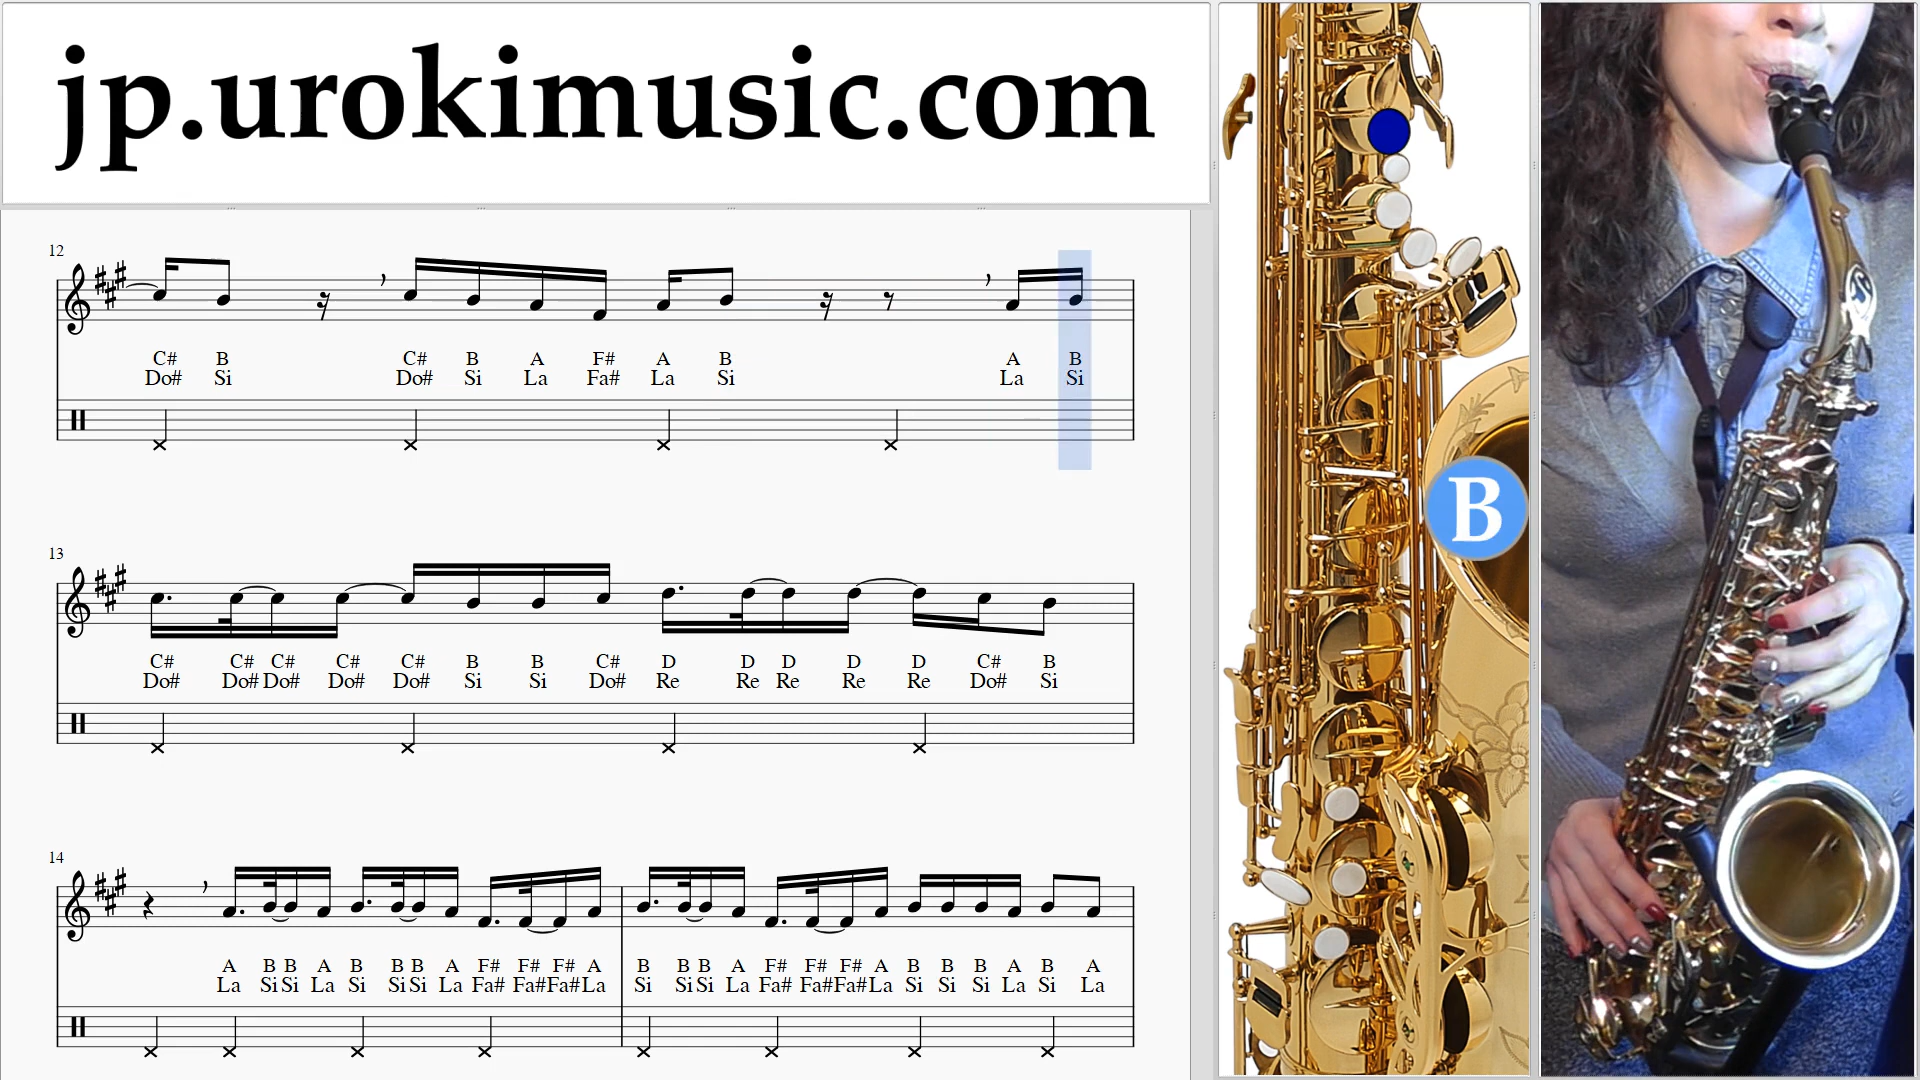 jp.urokimusic.com
12
C# B C# B A F# A B A B
Do# Si Do# Si La Fa# La Si La Si
B
13
C# C# C# C# C# B B C# D D D D D C# B
Do# Do# Do# Do# Do# Si Si Do# Re Re Re Re Re Do# Si
14
A B B A B B B A F# F# F# A B B B A F# F# F# A B B B A B A
La Si Si La Si Si Si La Fa# Fa# Fa# La Si Si Si La Fa# Fa# Fa# La Si Si Si La Si La